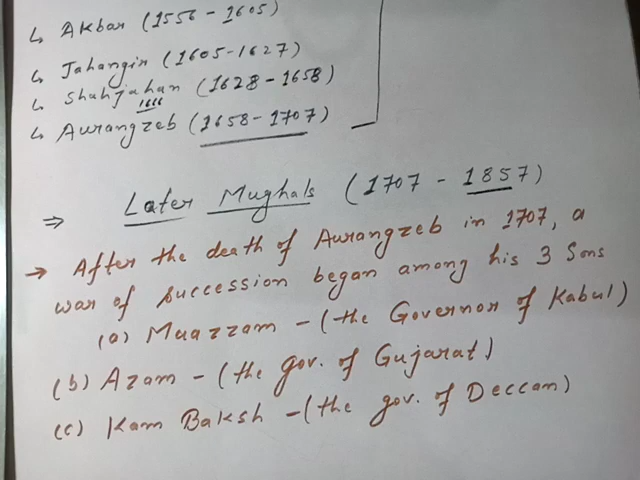 ↳ Akbar (1556 - 1605)
↳ Jahangir (1605-1627)
↳ Shahjahan (1628 - 1658)
1666
↳ Aurangzeb (1658-1707)
⇒ Later Mughals (1707 - 1857)
→ After the death of Aurangzeb in 1707, a
war of succession began among his 3 Sons
(a) Muazzam - (the Governor of Kabul)
(b) Azam - (the gov. of Gujarat)
(c) Kam Baksh - (the gov. of Deccan)